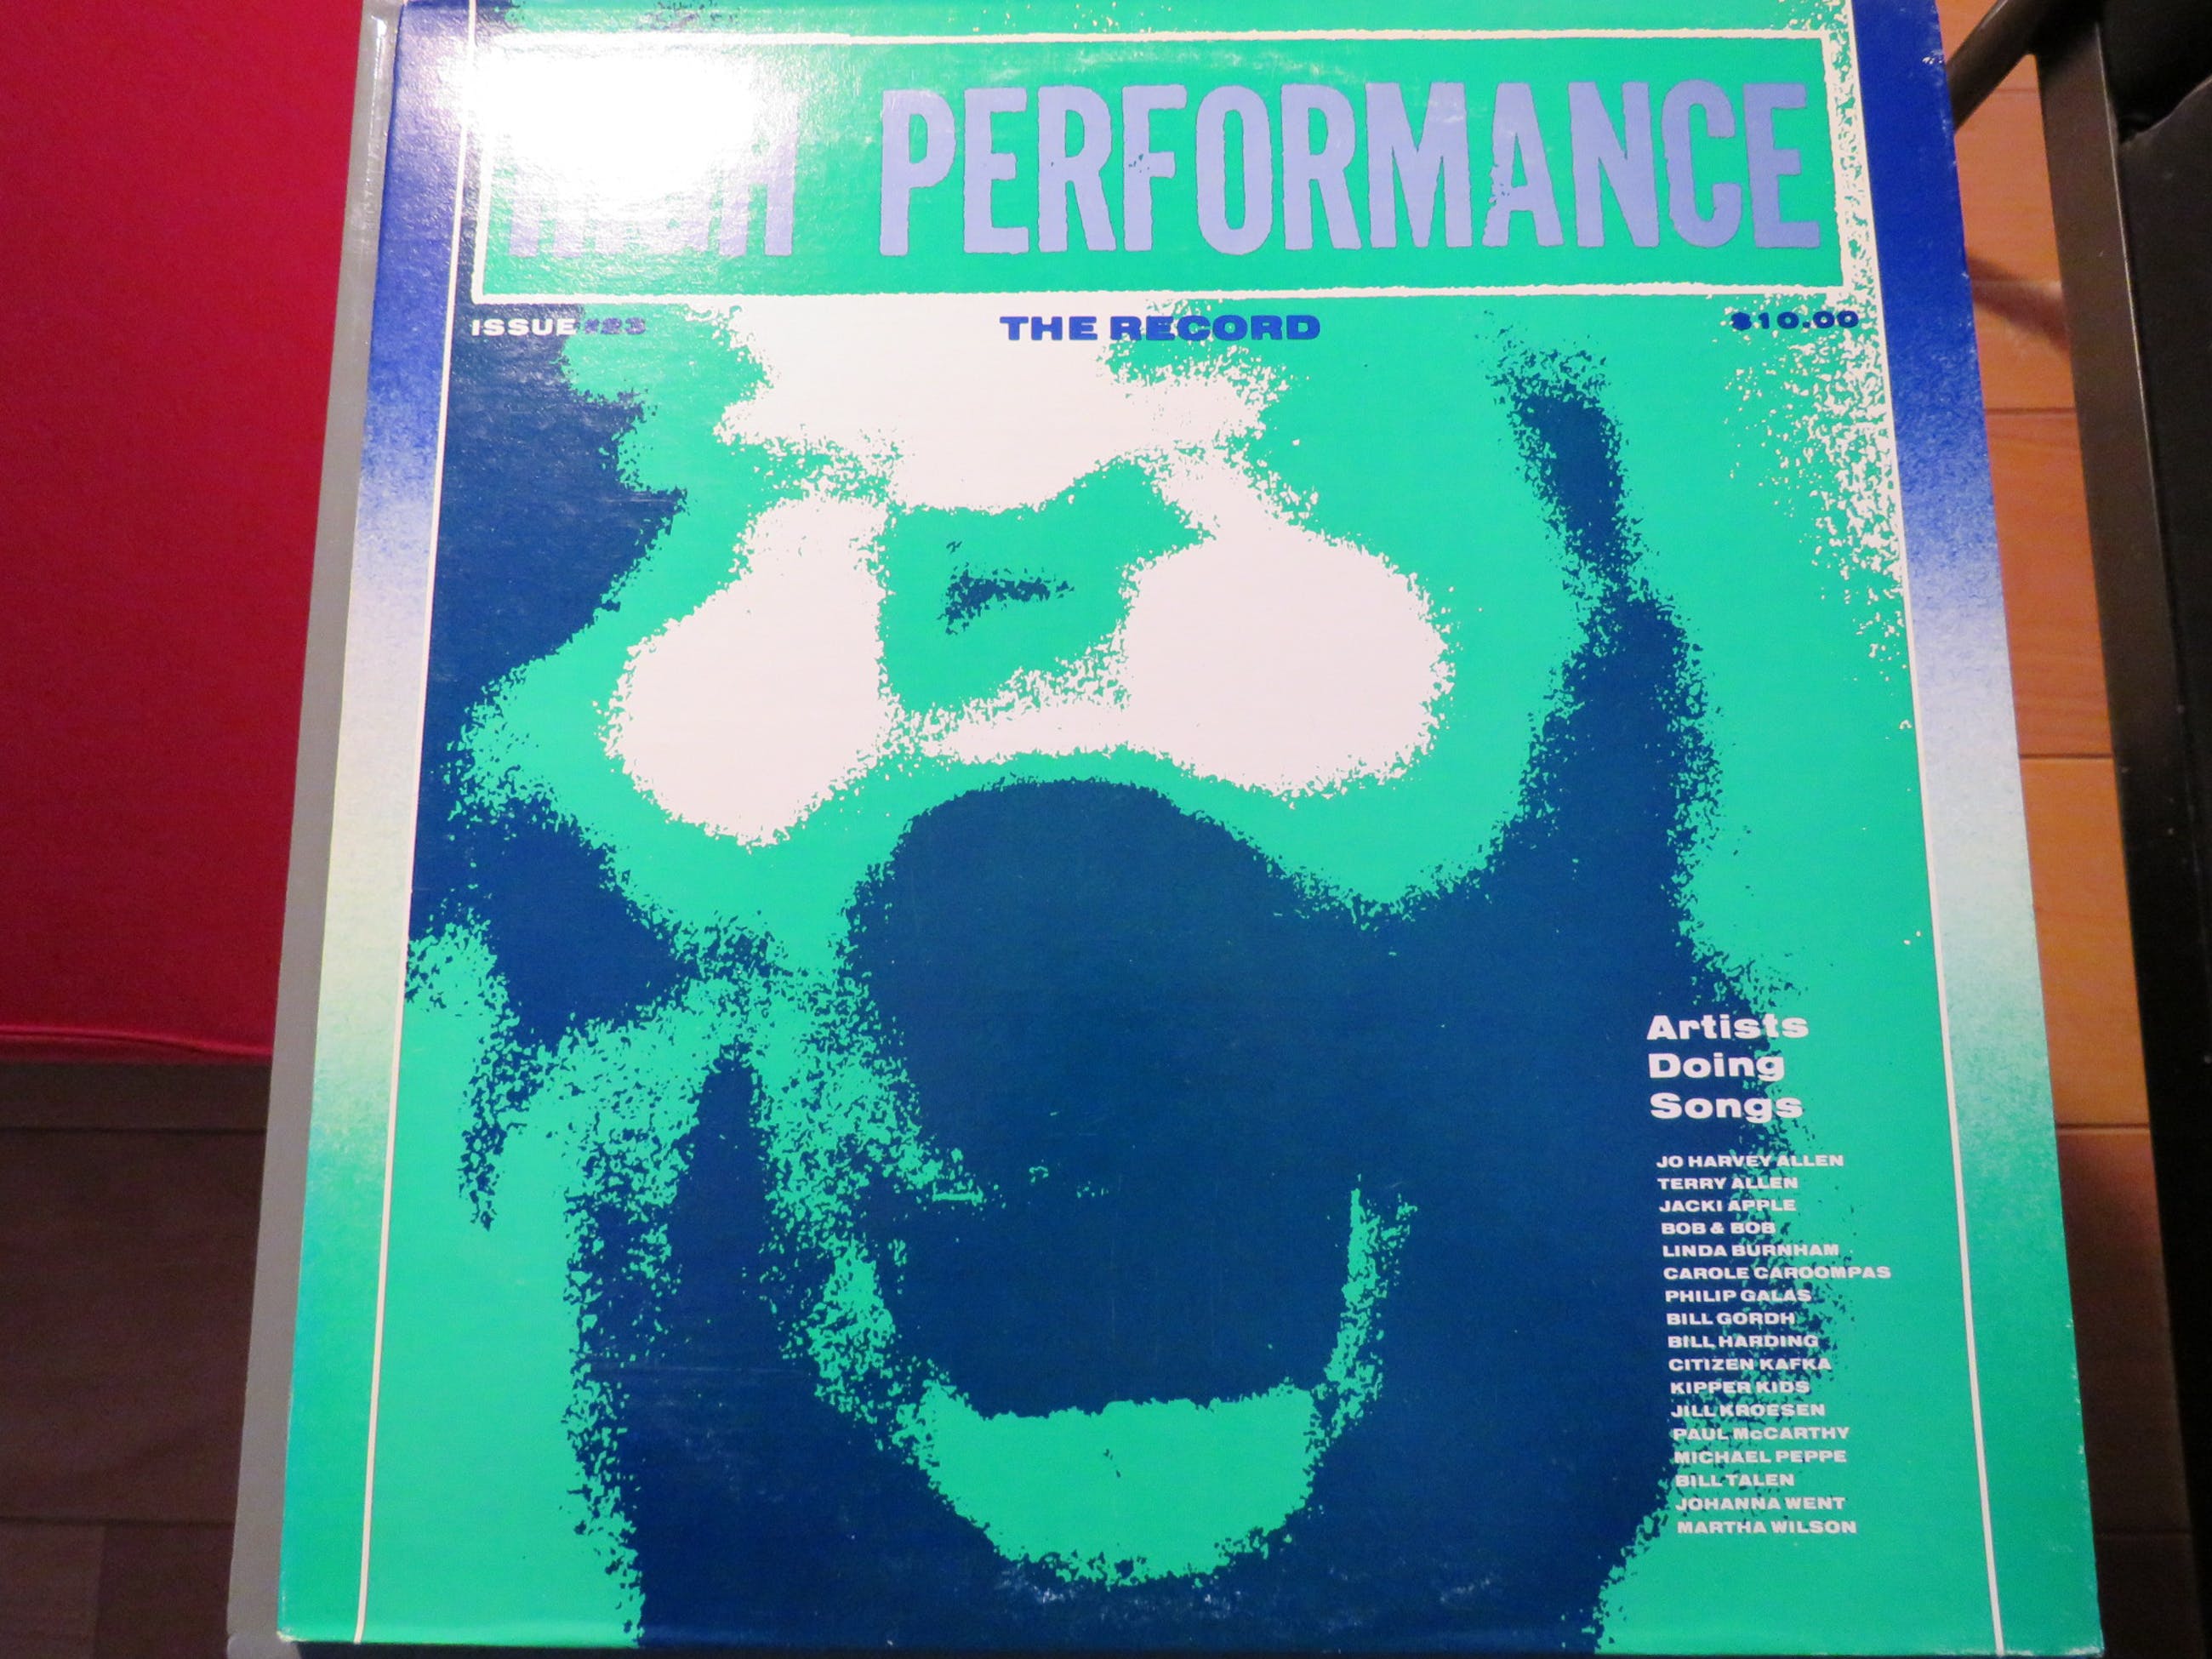 HIGH PERFORMANCE
ISSUE #23
THE RECORD
$10.00
Artists
Doing
Songs
JO HARVEY ALLEN
TERRY ALLEN
JACKI APPLE
BOB & BOB
LINDA BURNHAM
CAROLE CAROOMPAS
PHILIP GALAS
BILL GORDH
BILL HARDING
CITIZEN KAFKA
KIPPER KIDS
JILL KROESEN
PAUL McCARTHY
MICHAEL PEPPE
BILL TALEN
JOHANNA WENT
MARTHA WILSON